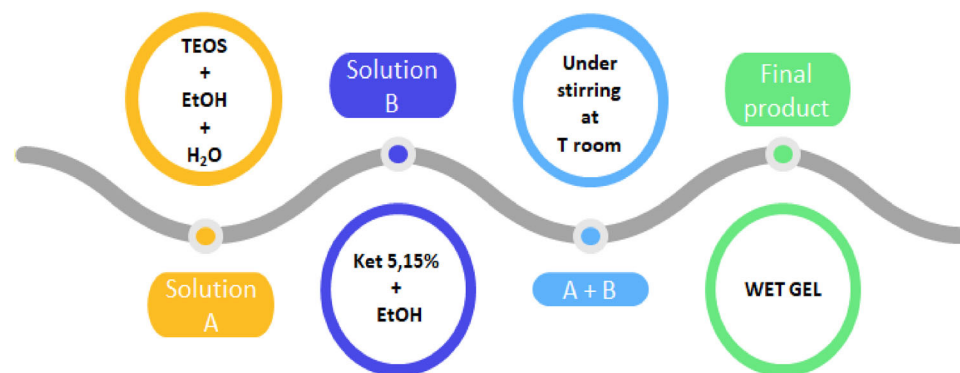 TEOS
+
EtOH
+
H₂O
Solution
A
Solution
B
Ket 5,15%
+
EtOH
Under
stirring
at
T room
A + B
Final
product
WET GEL